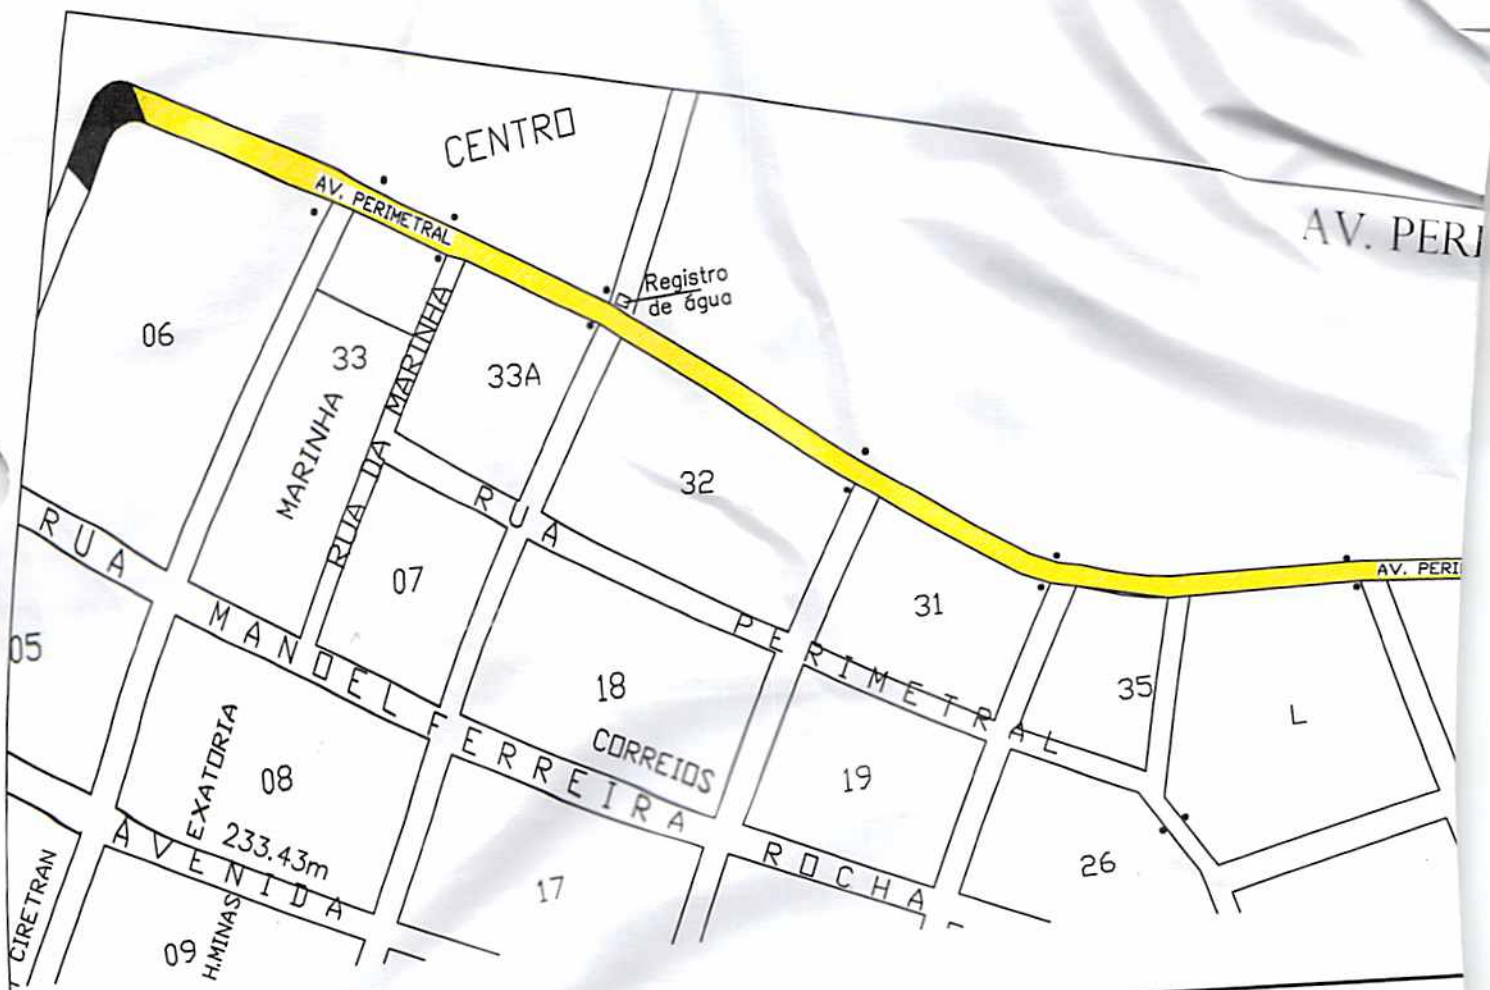 CENTRO
AV. PERIMETRAL
AV. PERI
Registro
de água
06
33
MARINHA
RUA DA MARINHA
33A
32
AV. PERI
RUA PERIMETRAL
31
35
L
07
RUA MANOEL FERREIRA ROCHA
05
18
CORREIOS
19
08
EXATORIA
233.43m
AVENIDA
17
26
09
H.MINAS
CIRETRAN